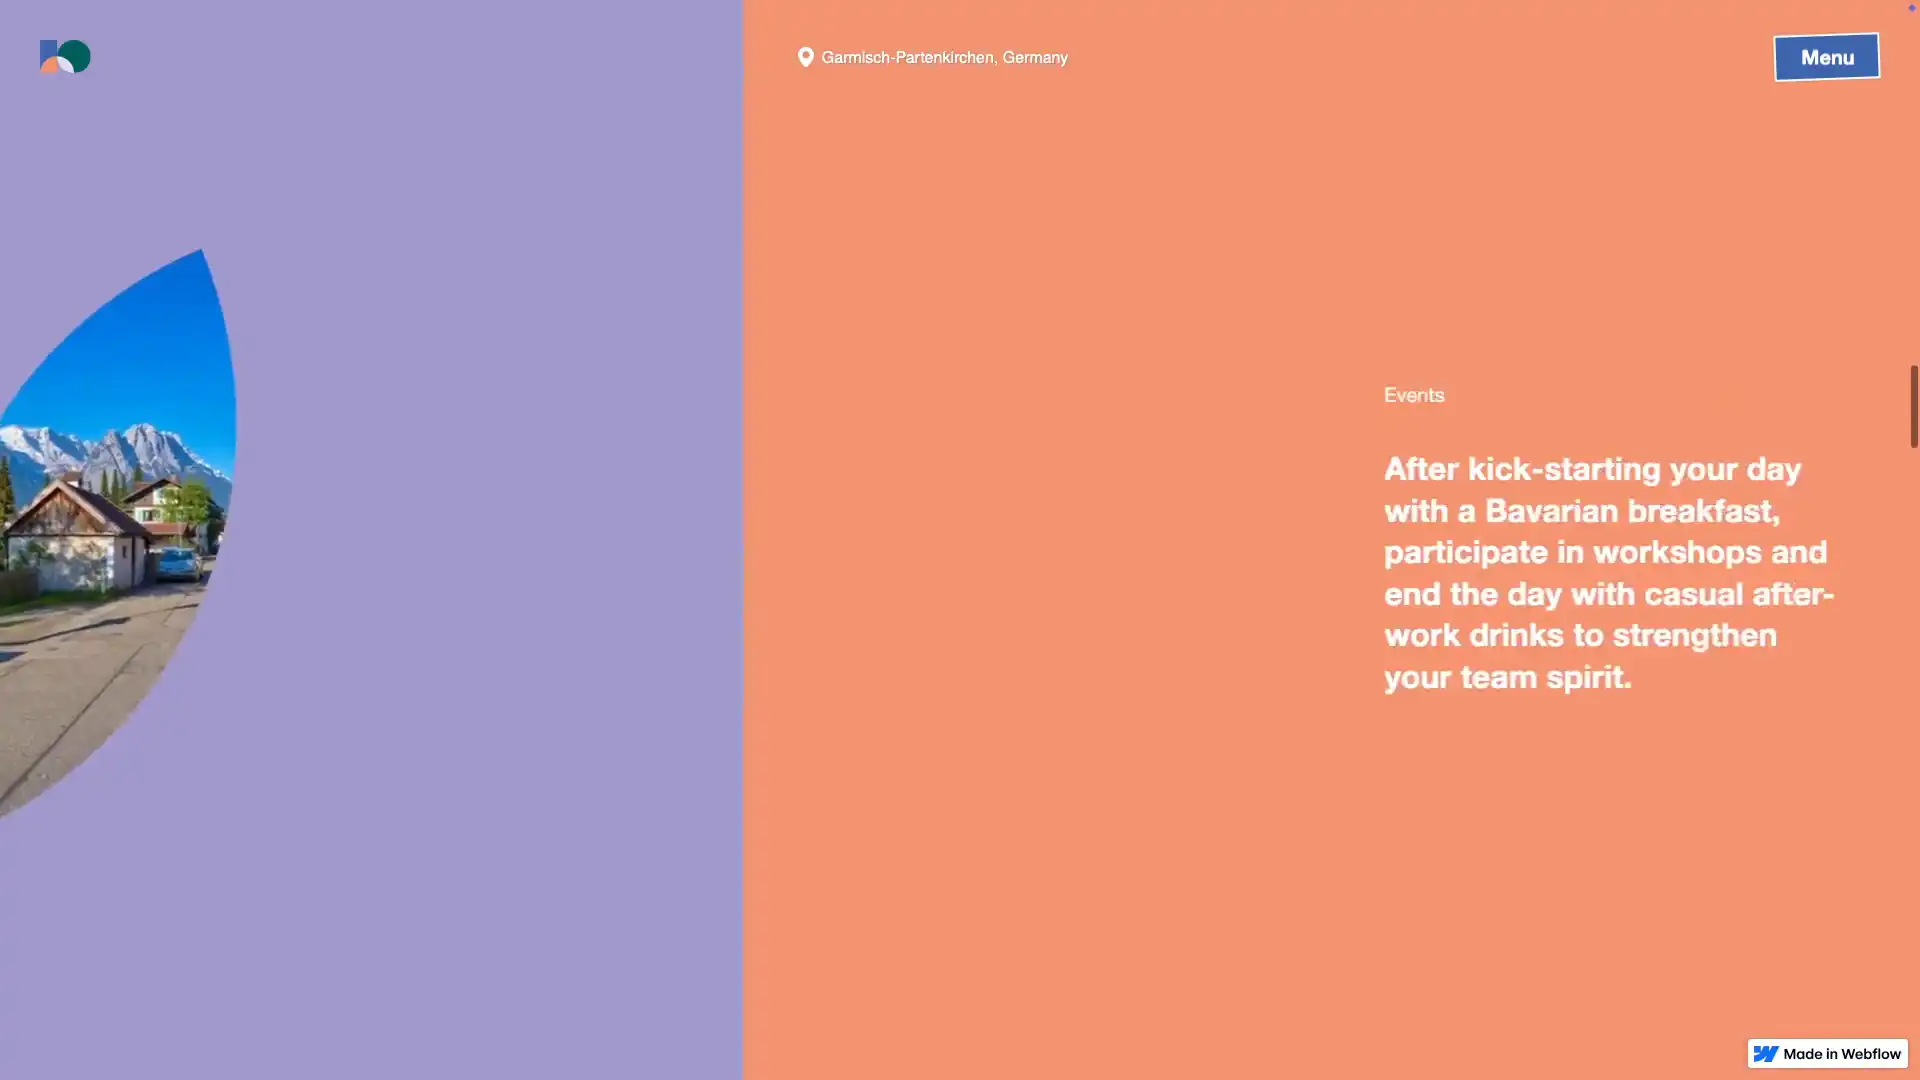 Garmisch-Partenkirchen, Germany
Menu
Events
After kick-starting your day
with a Bavarian breakfast,
participate in workshops and
end the day with casual after-
work drinks to strengthen
your team spirit.
Made in Webflow